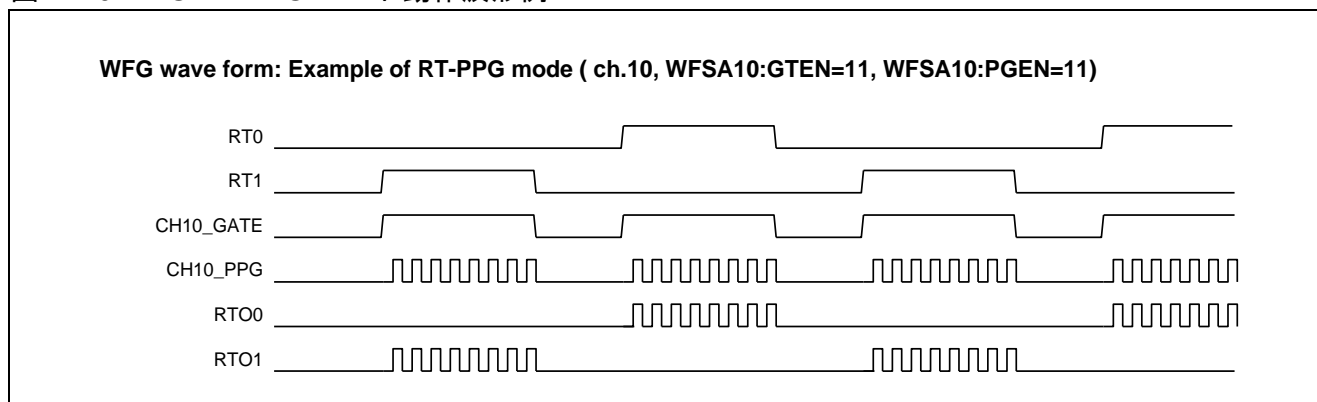 WFG wave form: Example of RT-PPG mode ( ch.10, WFSA10:GTEN=11, WFSA10:PGEN=11)
RT0
RT1
CH10_GATE
CH10_PPG
RTO0
RTO1